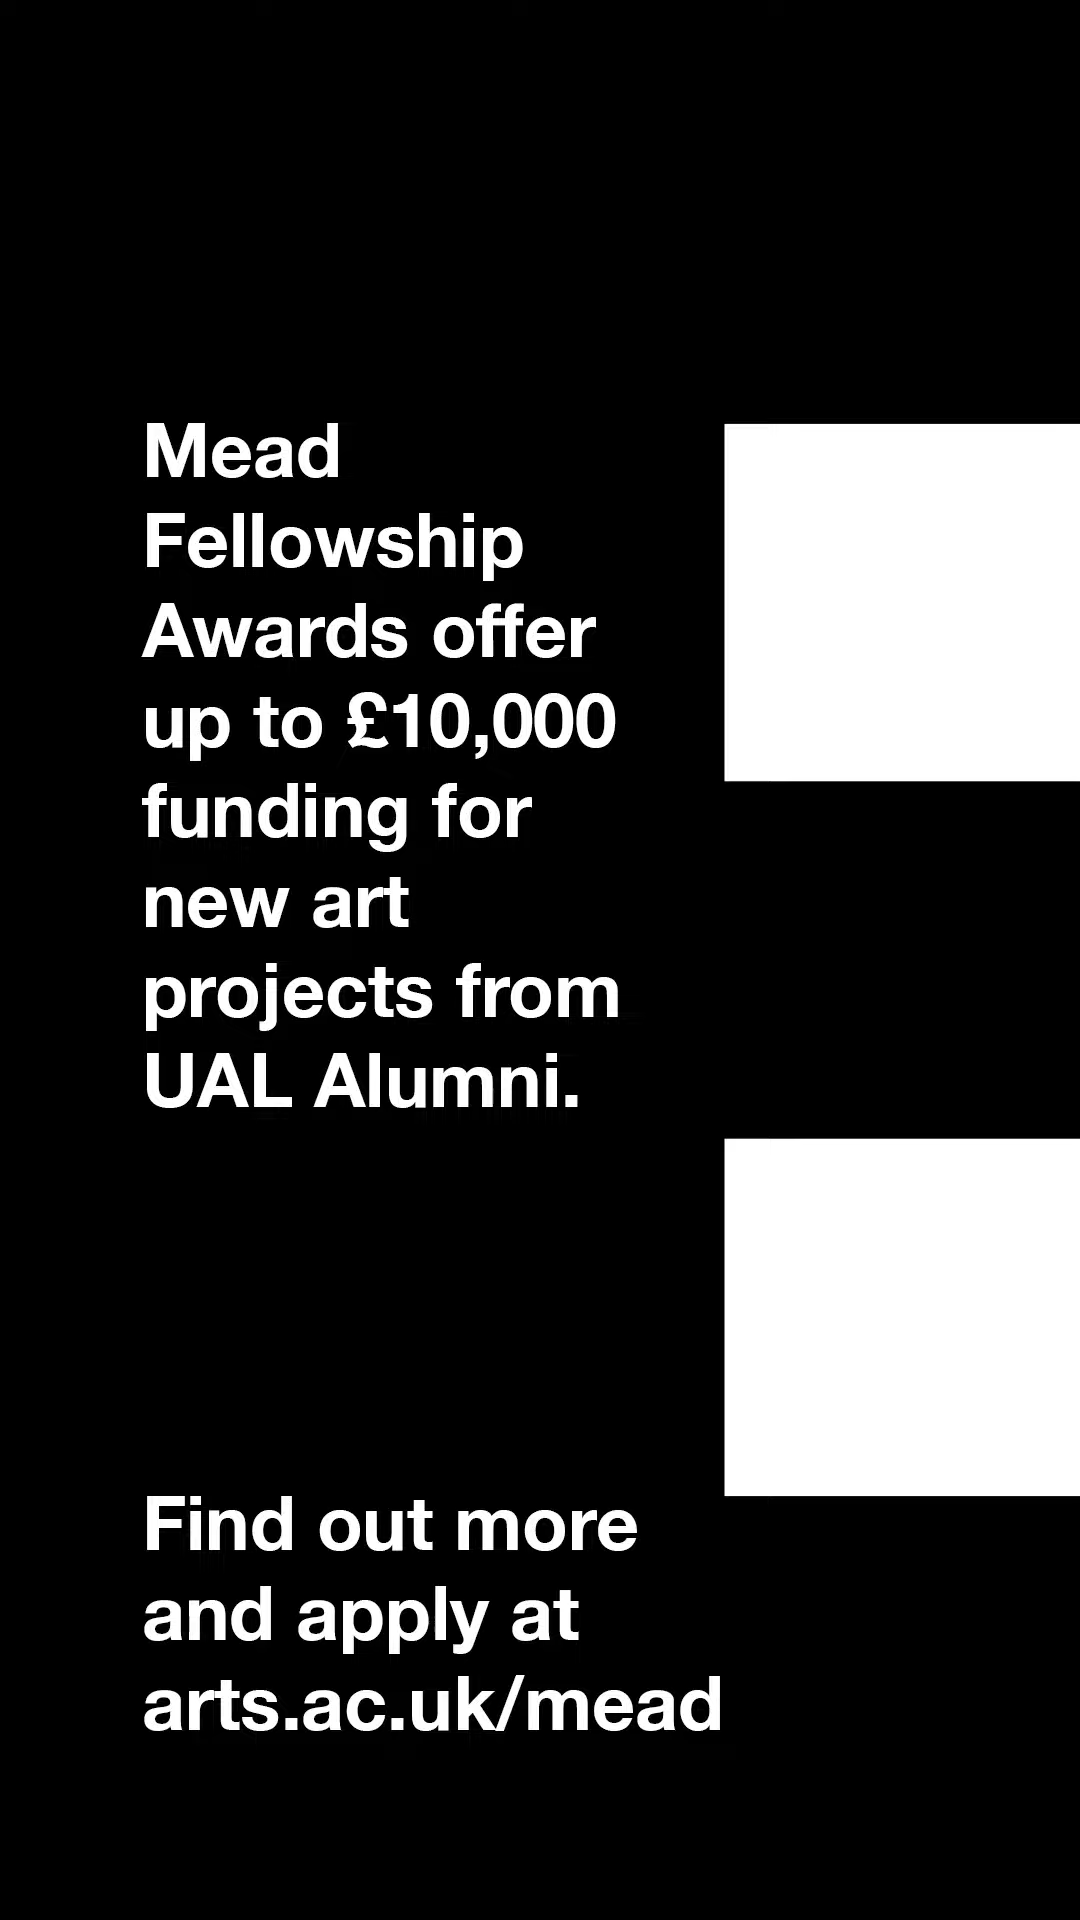 Mead
Fellowship
Awards offer
up to £10,000
funding for
new art
projects from
UAL Alumni.
Find out more
and apply at
arts.ac.uk/mead